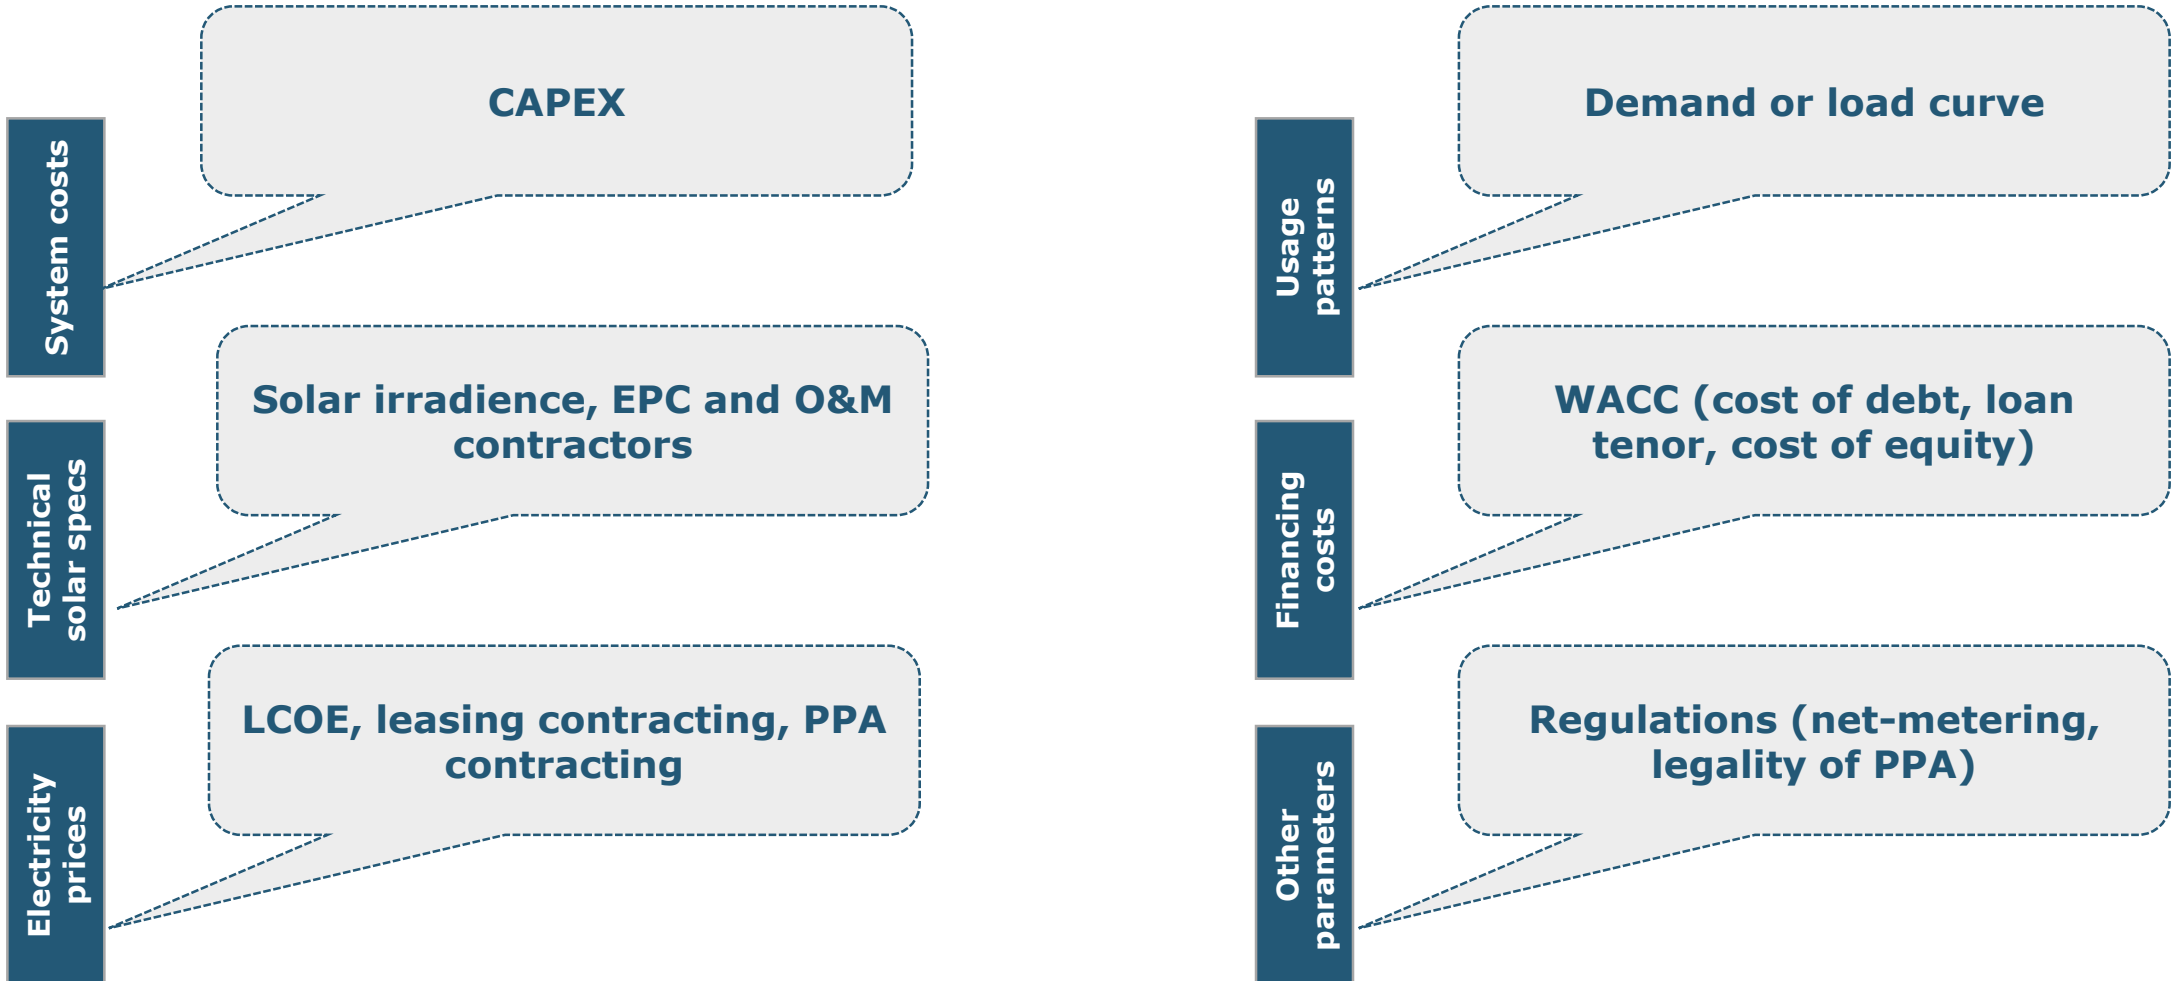 System costs
CAPEX
Technical
solar specs
Solar irradience, EPC and O&M
contractors
Electricity
prices
LCOE, leasing contracting, PPA
contracting
Usage
patterns
Demand or load curve
Financing
costs
WACC (cost of debt, loan
tenor, cost of equity)
Other
parameters
Regulations (net-metering,
legality of PPA)